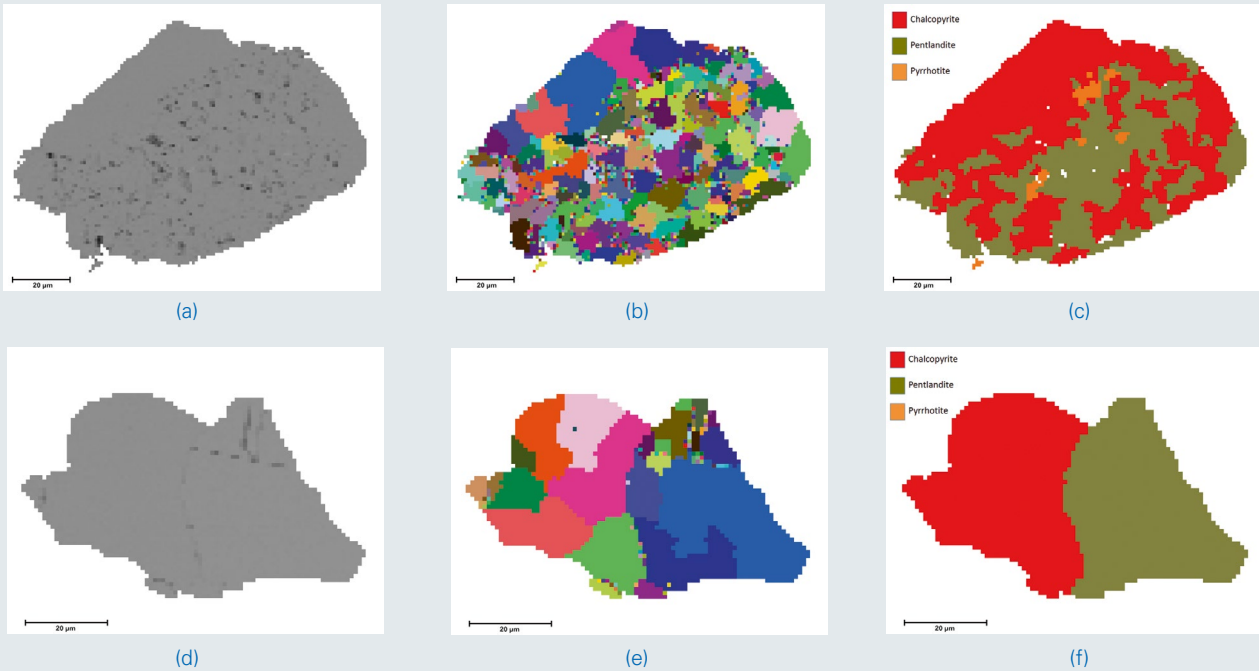 Chalcopyrite
Pentlandite
Pyrrhotite
20 µm
20 µm
20 µm
(a)
(b)
(c)
Chalcopyrite
Pentlandite
Pyrrhotite
20 µm
20 µm
20 µm
(d)
(e)
(f)